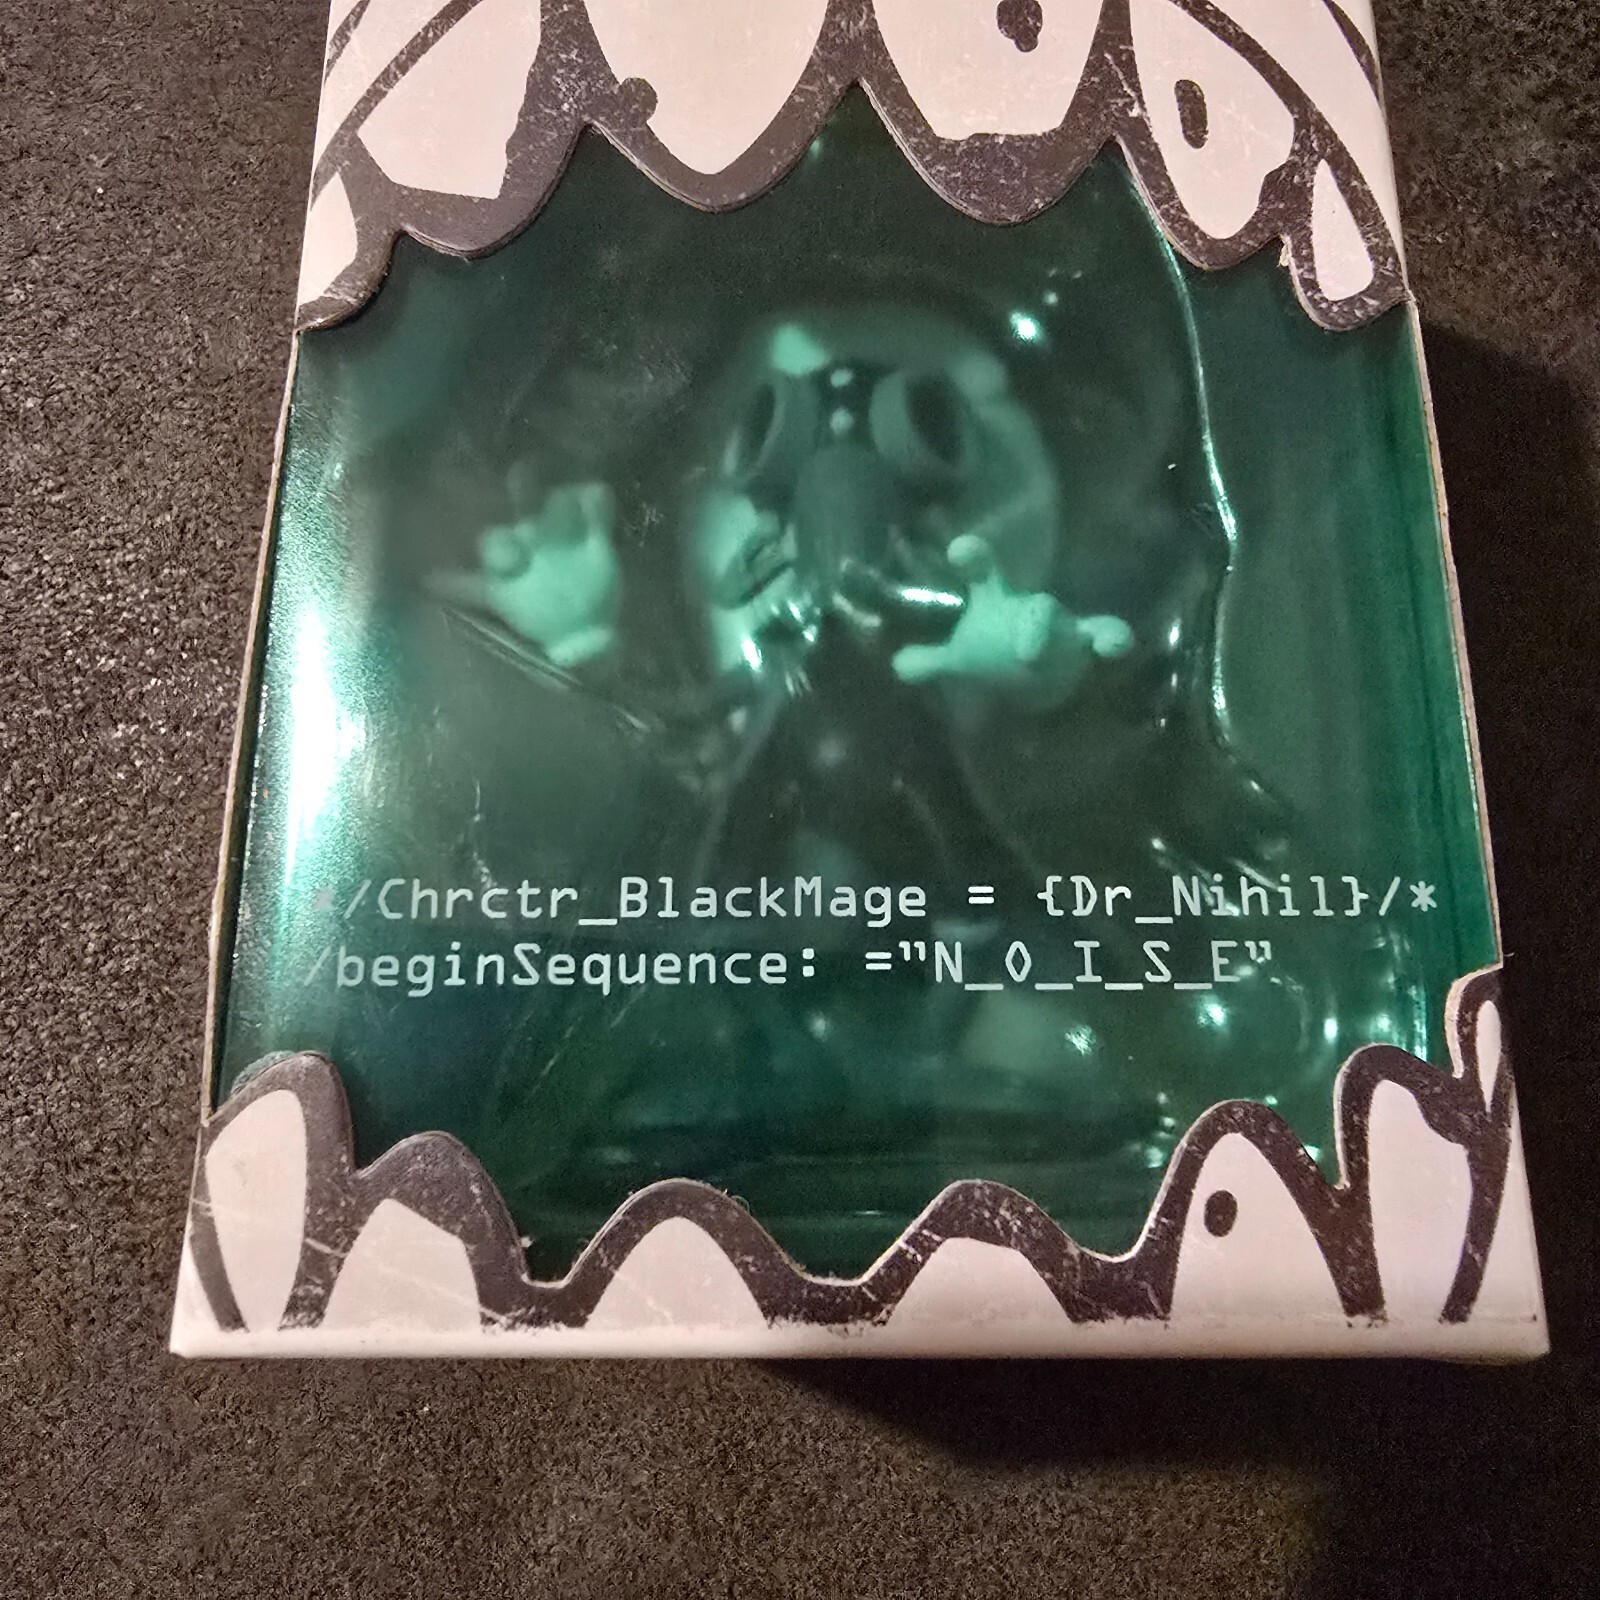 */Chrctr_BlackMage = {Dr_Nihil}/*
/beginSequence: ="N_O_I_S_E"